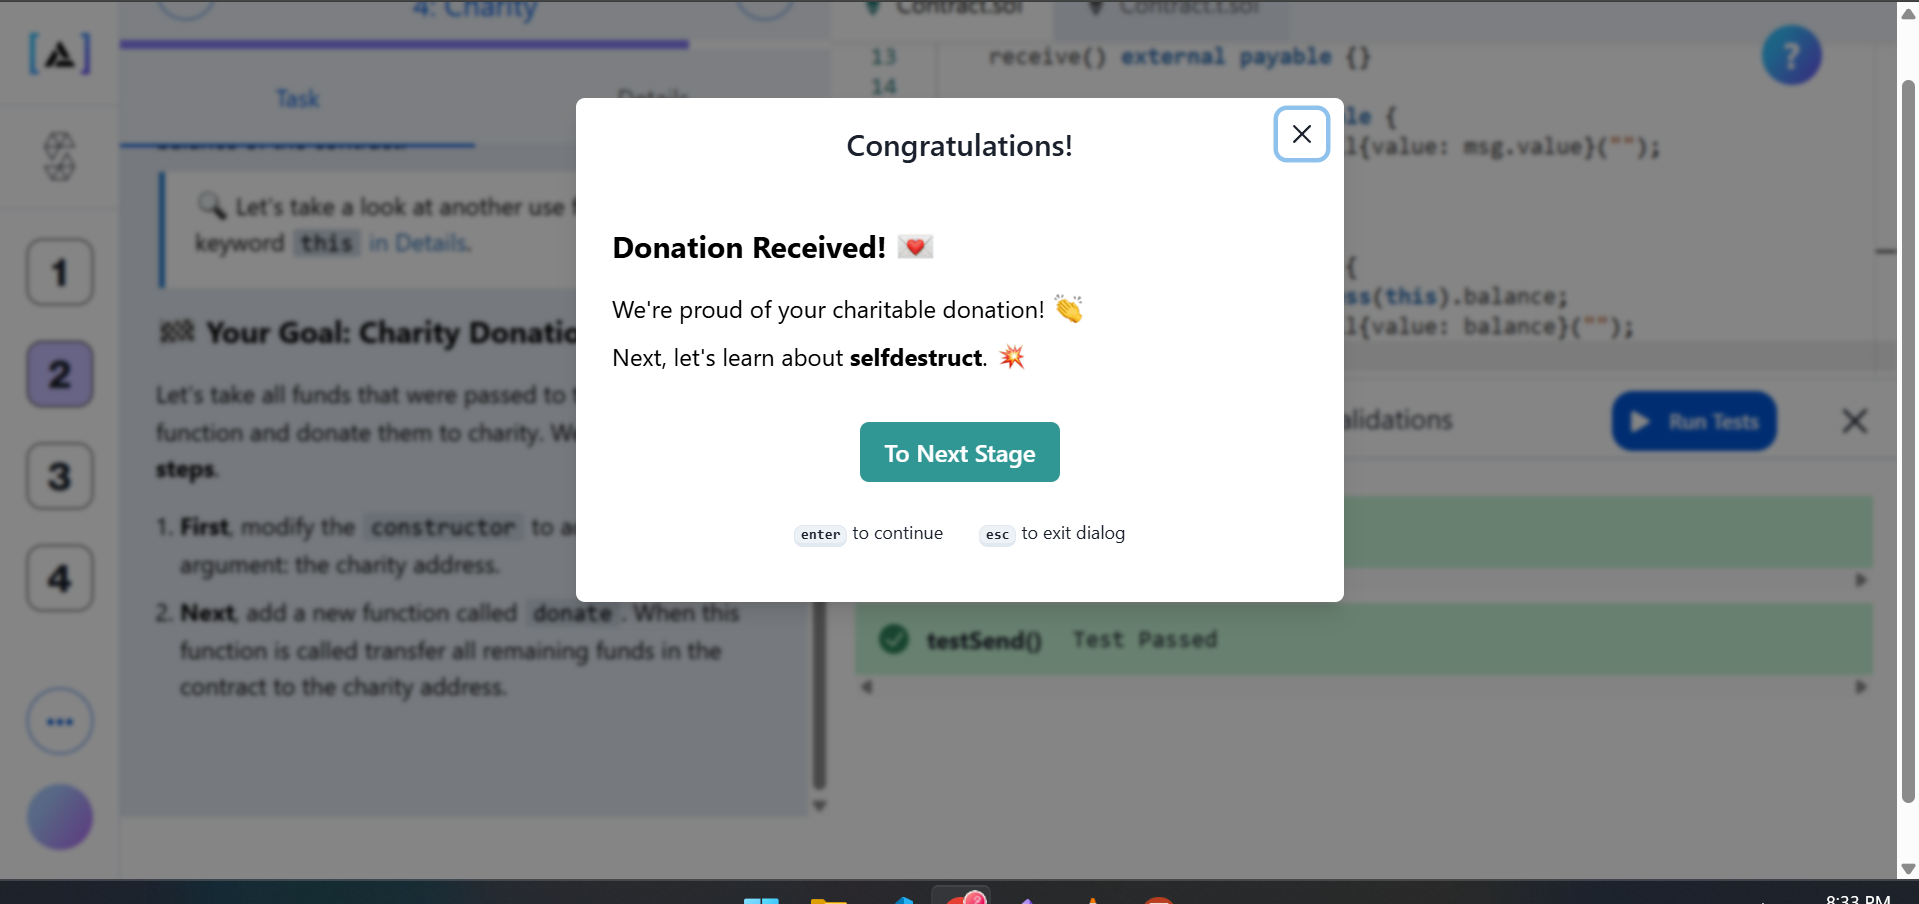 4: Charity
Contract.sol
Contract.t.sol
Task
Details
🔍 Let's take a look at another use
keyword this in Details.
🏁 Your Goal: Charity Donatio
Let's take all funds that were passed to
function and donate them to charity. We
steps.
1. First, modify the constructor to a
argument: the charity address.
2. Next, add a new function called donate. When this
function is called transfer all remaining funds in the
contract to the charity address.
1
2
3
4
13 receive() external payable {}
14
le {
l{value: msg.value}("");
{
ss(this).balance;
l{value: balance}("");
?
alidations
Run Tests
testSend() Test Passed
Congratulations!
Donation Received! 💌
We're proud of your charitable donation! 👏
Next, let's learn about selfdestruct. 💥
To Next Stage
enter to continue esc to exit dialog
8:33 PM